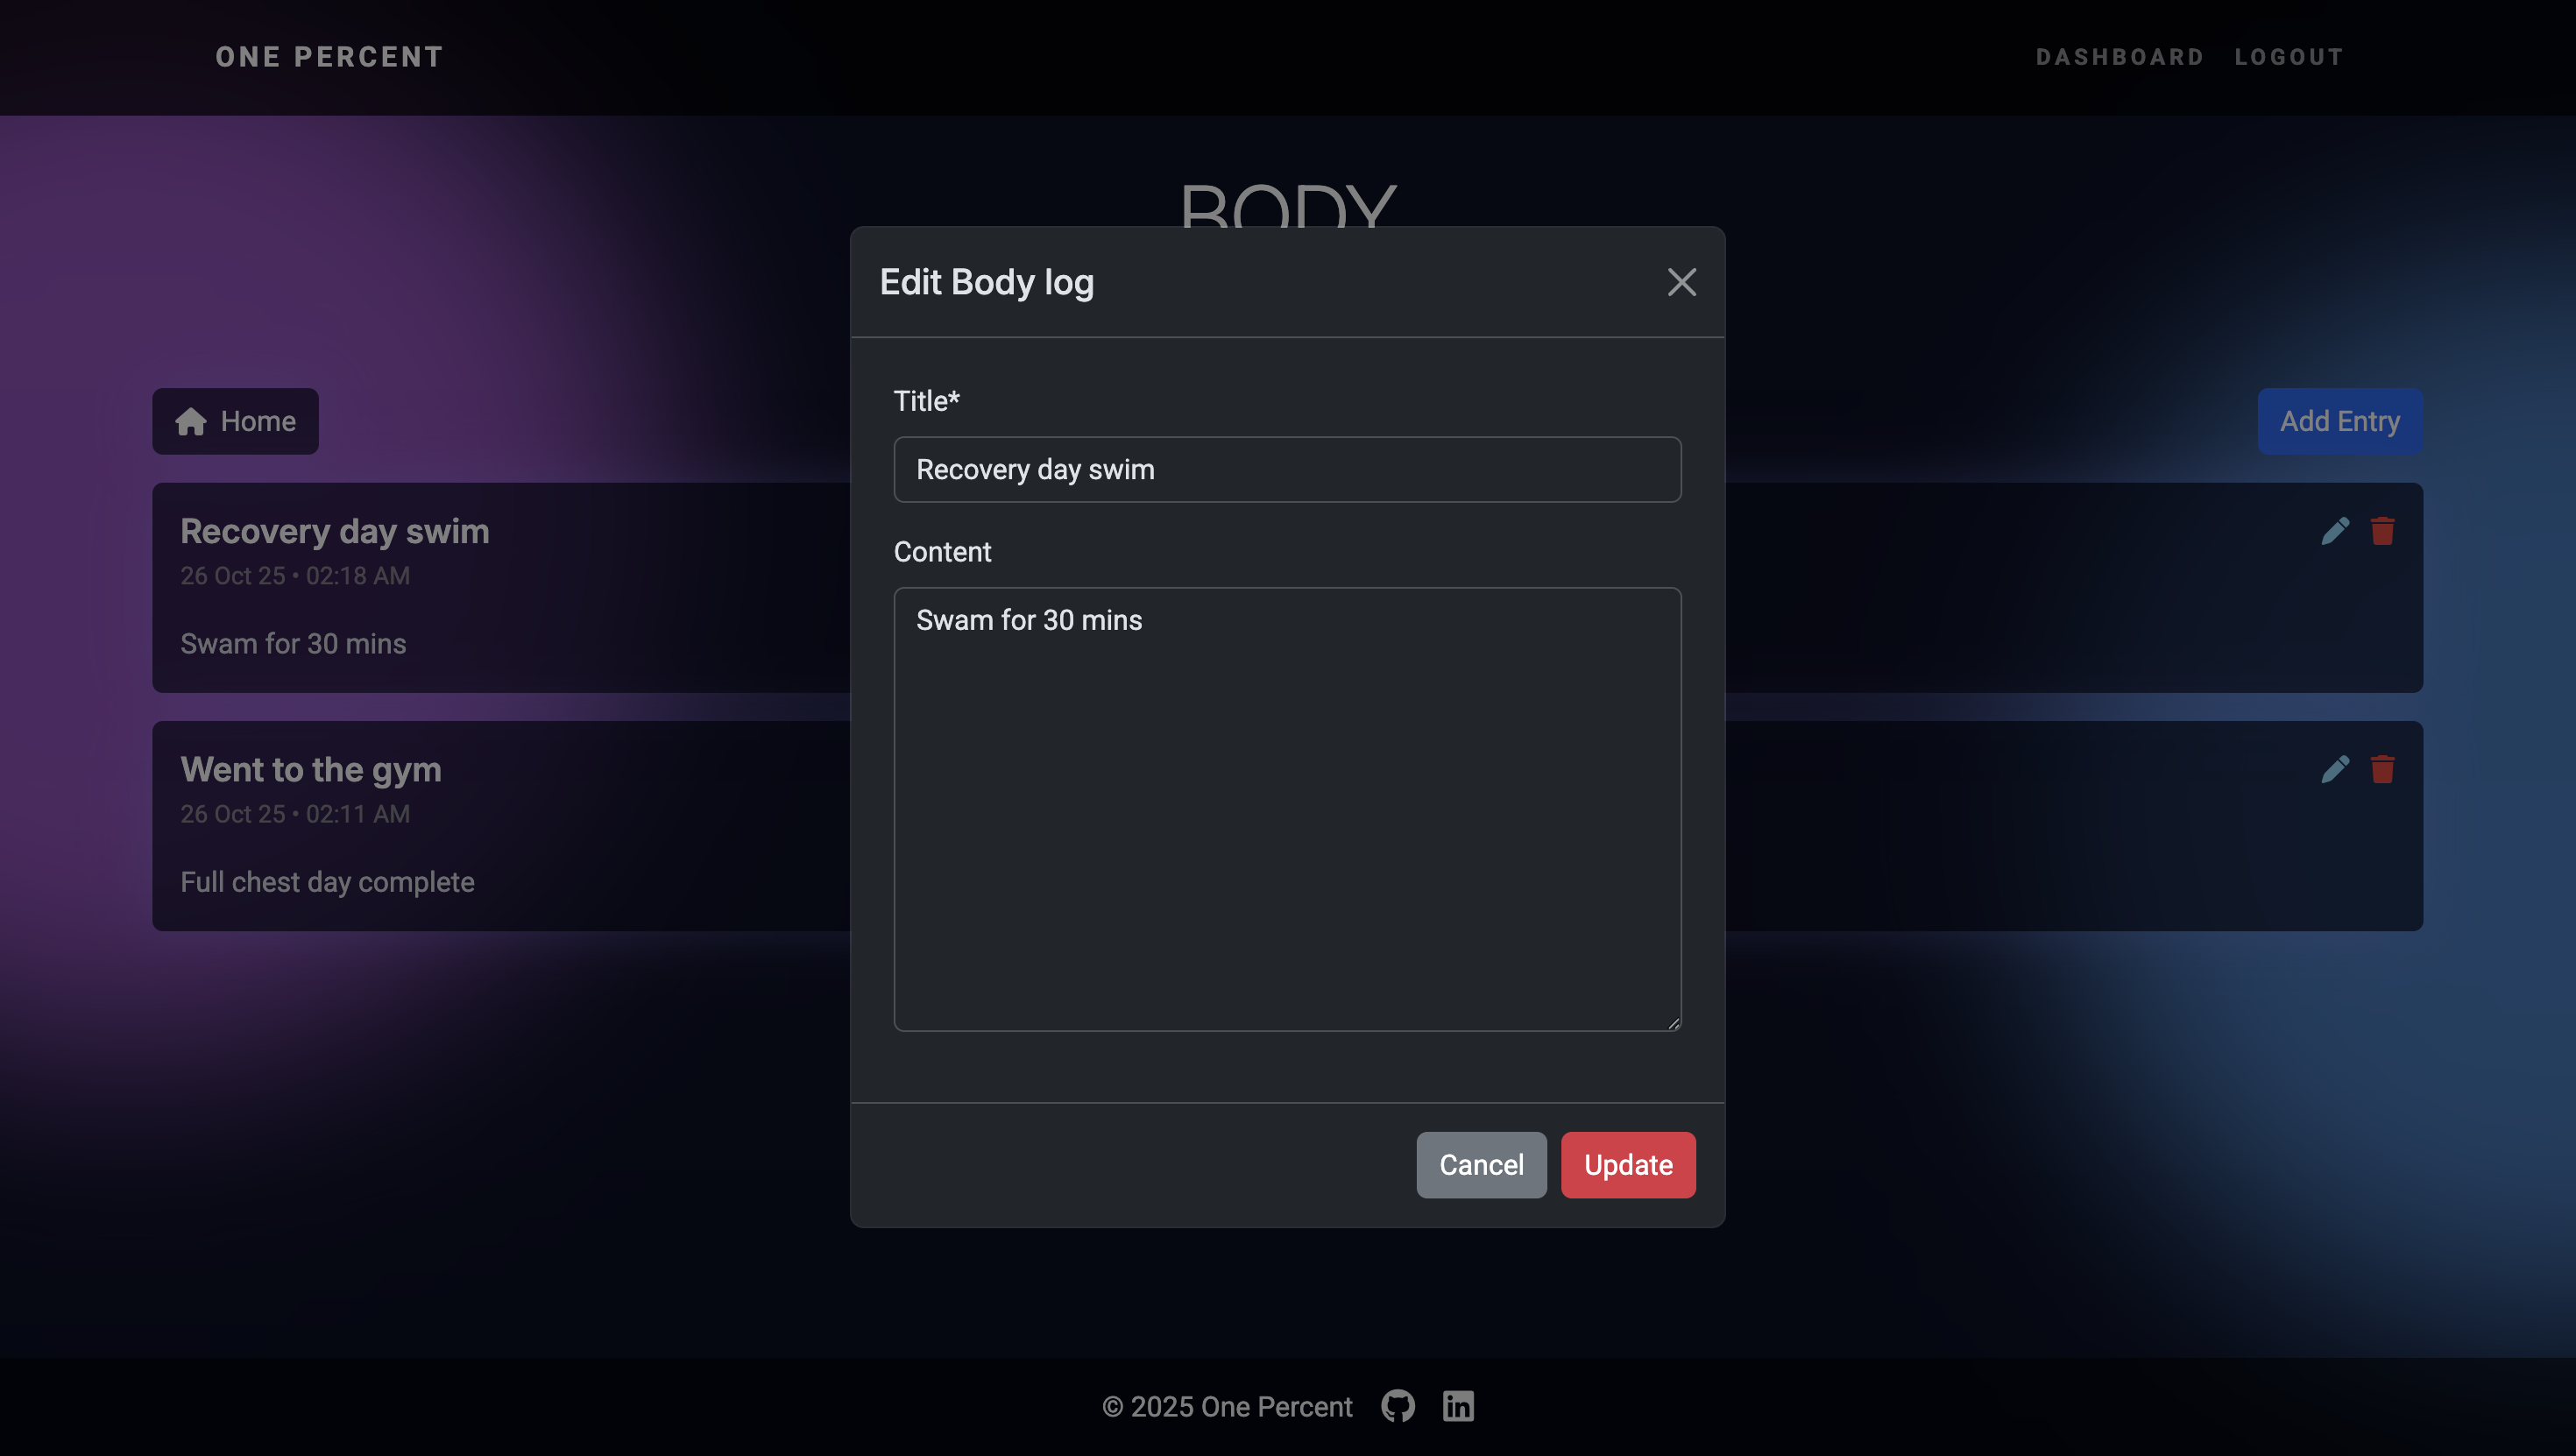 ONE PERCENT
DASHBOARD LOGOUT
BODY
Edit Body log
Home
Add Entry
Title*
Recovery day swim
Content
Swam for 30 mins
Recovery day swim
26 Oct 25 • 02:18 AM
Swam for 30 mins
Went to the gym
26 Oct 25 • 02:11 AM
Full chest day complete
Cancel Update
© 2025 One Percent